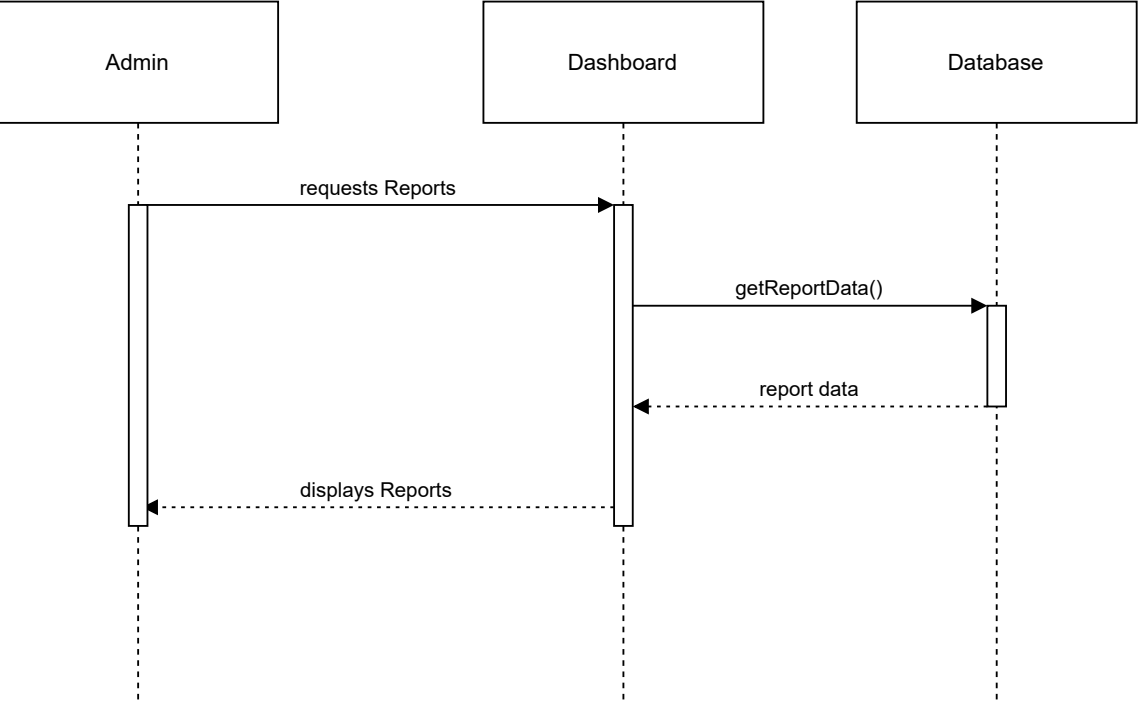 Admin
Dashboard
Database
requests Reports
getReportData()
report data
displays Reports